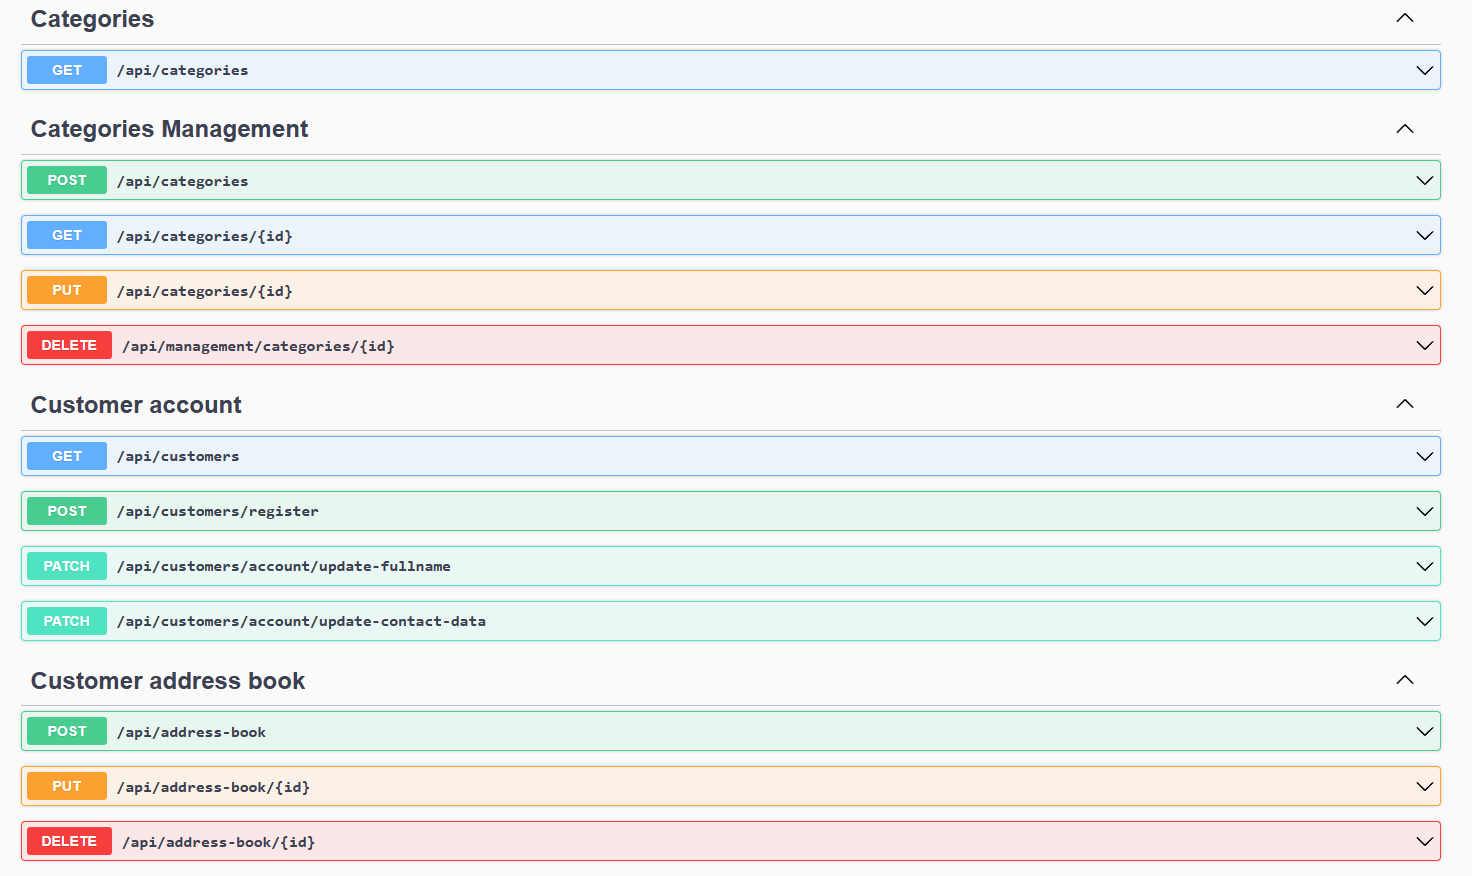 Categories
GET /api/categories
Categories Management
POST /api/categories
GET /api/categories/{id}
PUT /api/categories/{id}
DELETE /api/management/categories/{id}
Customer account
GET /api/customers
POST /api/customers/register
PATCH /api/customers/account/update-fullname
PATCH /api/customers/account/update-contact-data
Customer address book
POST /api/address-book
PUT /api/address-book/{id}
DELETE /api/address-book/{id}